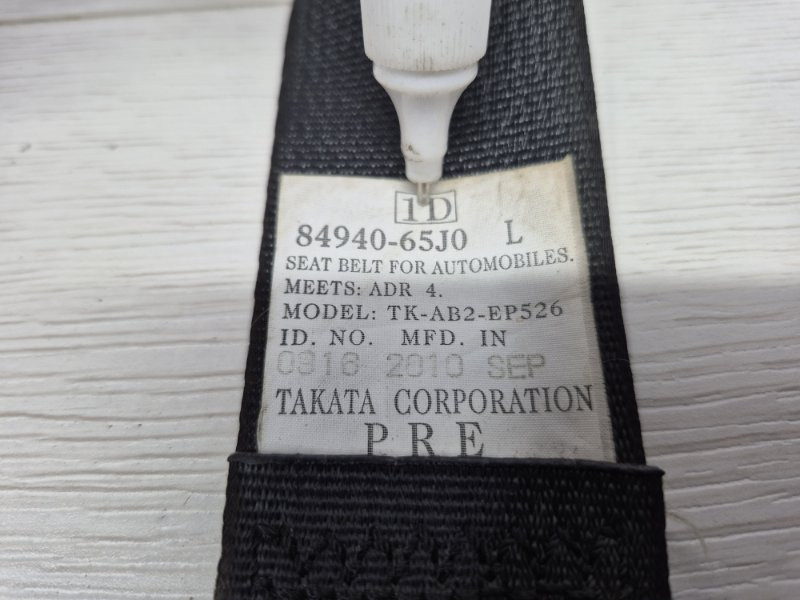 1D
84940-65J0 L
SEAT BELT FOR AUTOMOBILES.
MEETS: ADR 4.
MODEL: TK-AB2-EP526
ID. NO. MFD. IN
0316 2010 SEP
TAKATA CORPORATION
PRE